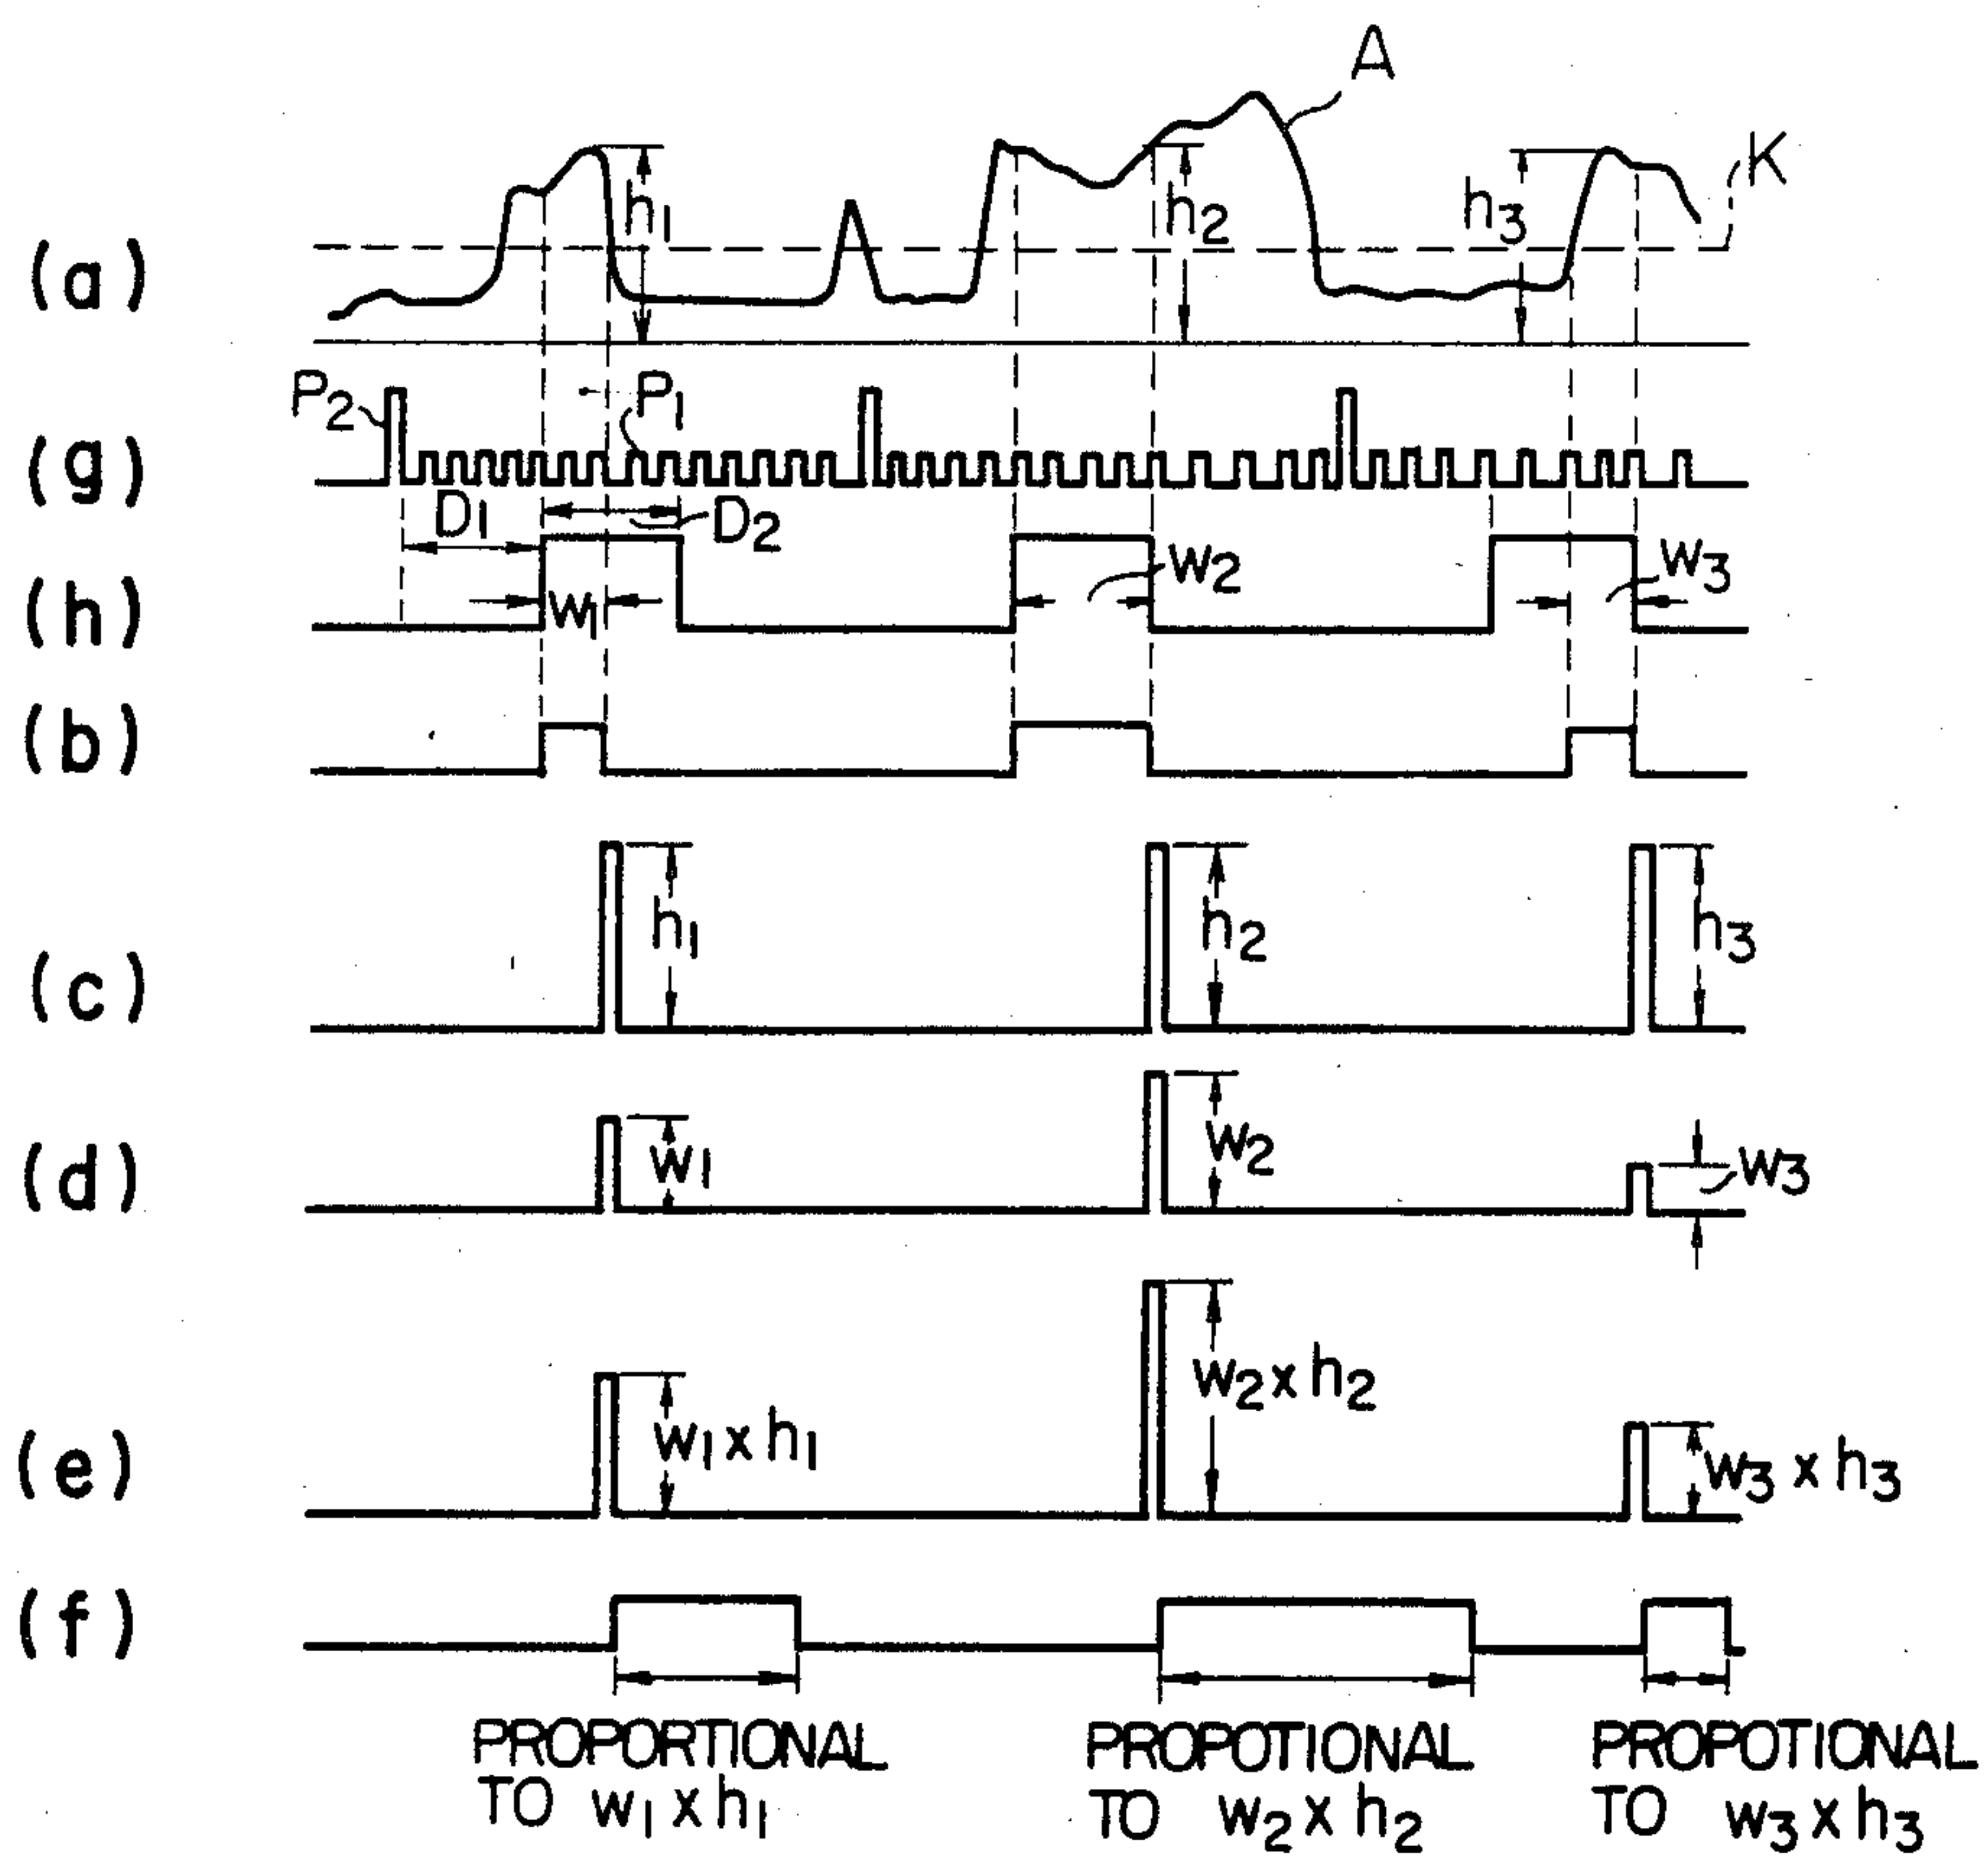 A
K
(a)
h1
h2
h3
P2
P1
(g)
D1
D2
(h)
W1
W2
W3
(b)
(c)
h1
h2
h3
(d)
W1
W2
W3
(e)
W1 x h1
W2 x h2
W3 x h3
(f)
PROPORTIONAL
TO W1 x h1
PROPOTIONAL
TO W2 x h2
PROPOTIONAL
TO W3 x h3